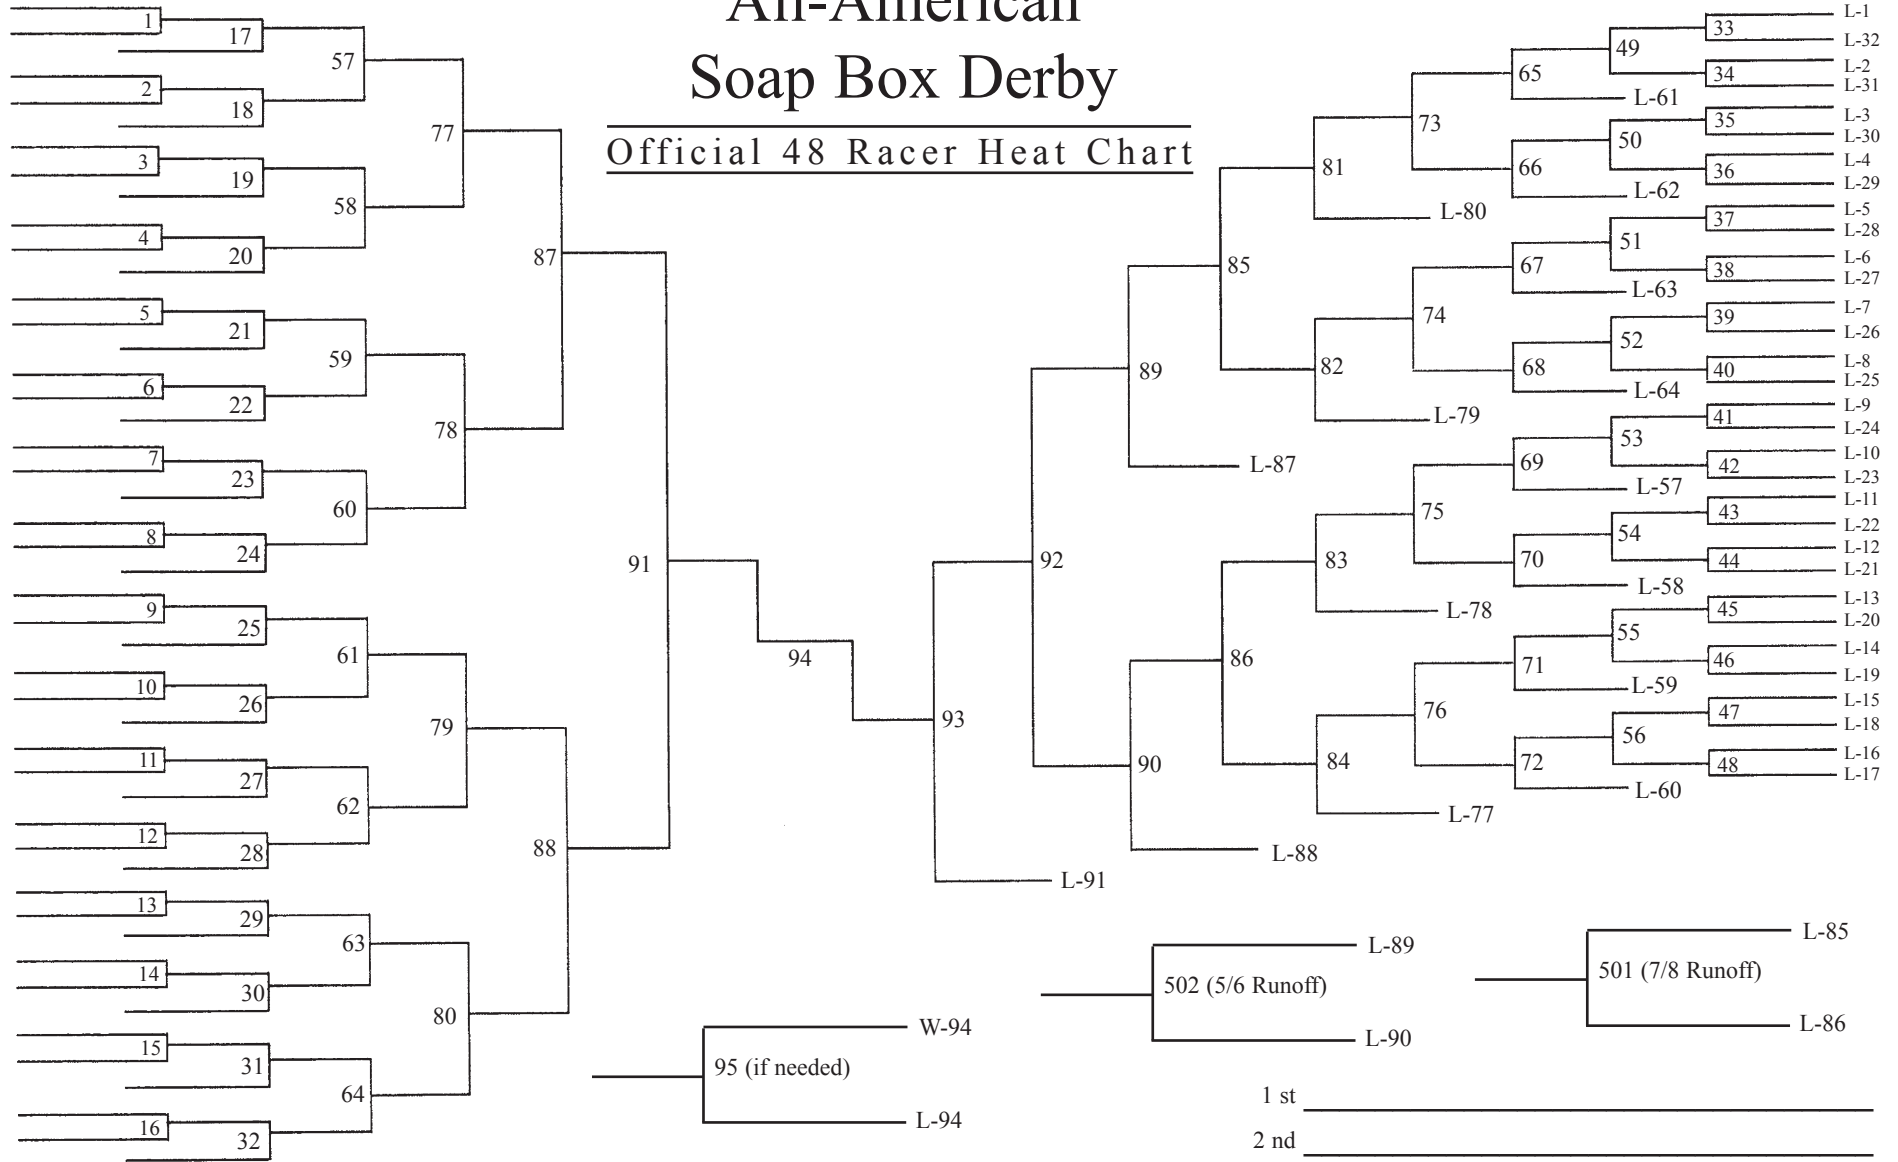 All-American
Soap Box Derby
Official 48 Racer Heat Chart
1
17
57
2
18
77
3
19
58
4
20
87
5
21
59
6
22
78
7
23
60
8
24
91
9
25
61
10
26
79
11
27
62
12
28
88
13
29
63
14
30
80
15
31
64
16
32
94
93
92
L-91
89
L-87
90
L-88
85
86
81
L-80
82
L-79
83
L-78
84
L-77
73
74
75
76
65
L-61
66
L-62
67
L-63
68
L-64
69
L-57
70
L-58
71
L-59
72
L-60
49
50
51
52
53
54
55
56
33
34
35
36
37
38
39
40
41
42
43
44
45
46
47
48
L-1
L-32
L-2
L-31
L-3
L-30
L-4
L-29
L-5
L-28
L-6
L-27
L-7
L-26
L-8
L-25
L-9
L-24
L-10
L-23
L-11
L-22
L-12
L-21
L-13
L-20
L-14
L-19
L-15
L-18
L-16
L-17
W-94
95 (if needed)
L-94
L-89
502 (5/6 Runoff)
L-90
L-85
501 (7/8 Runoff)
L-86
1 st
2 nd